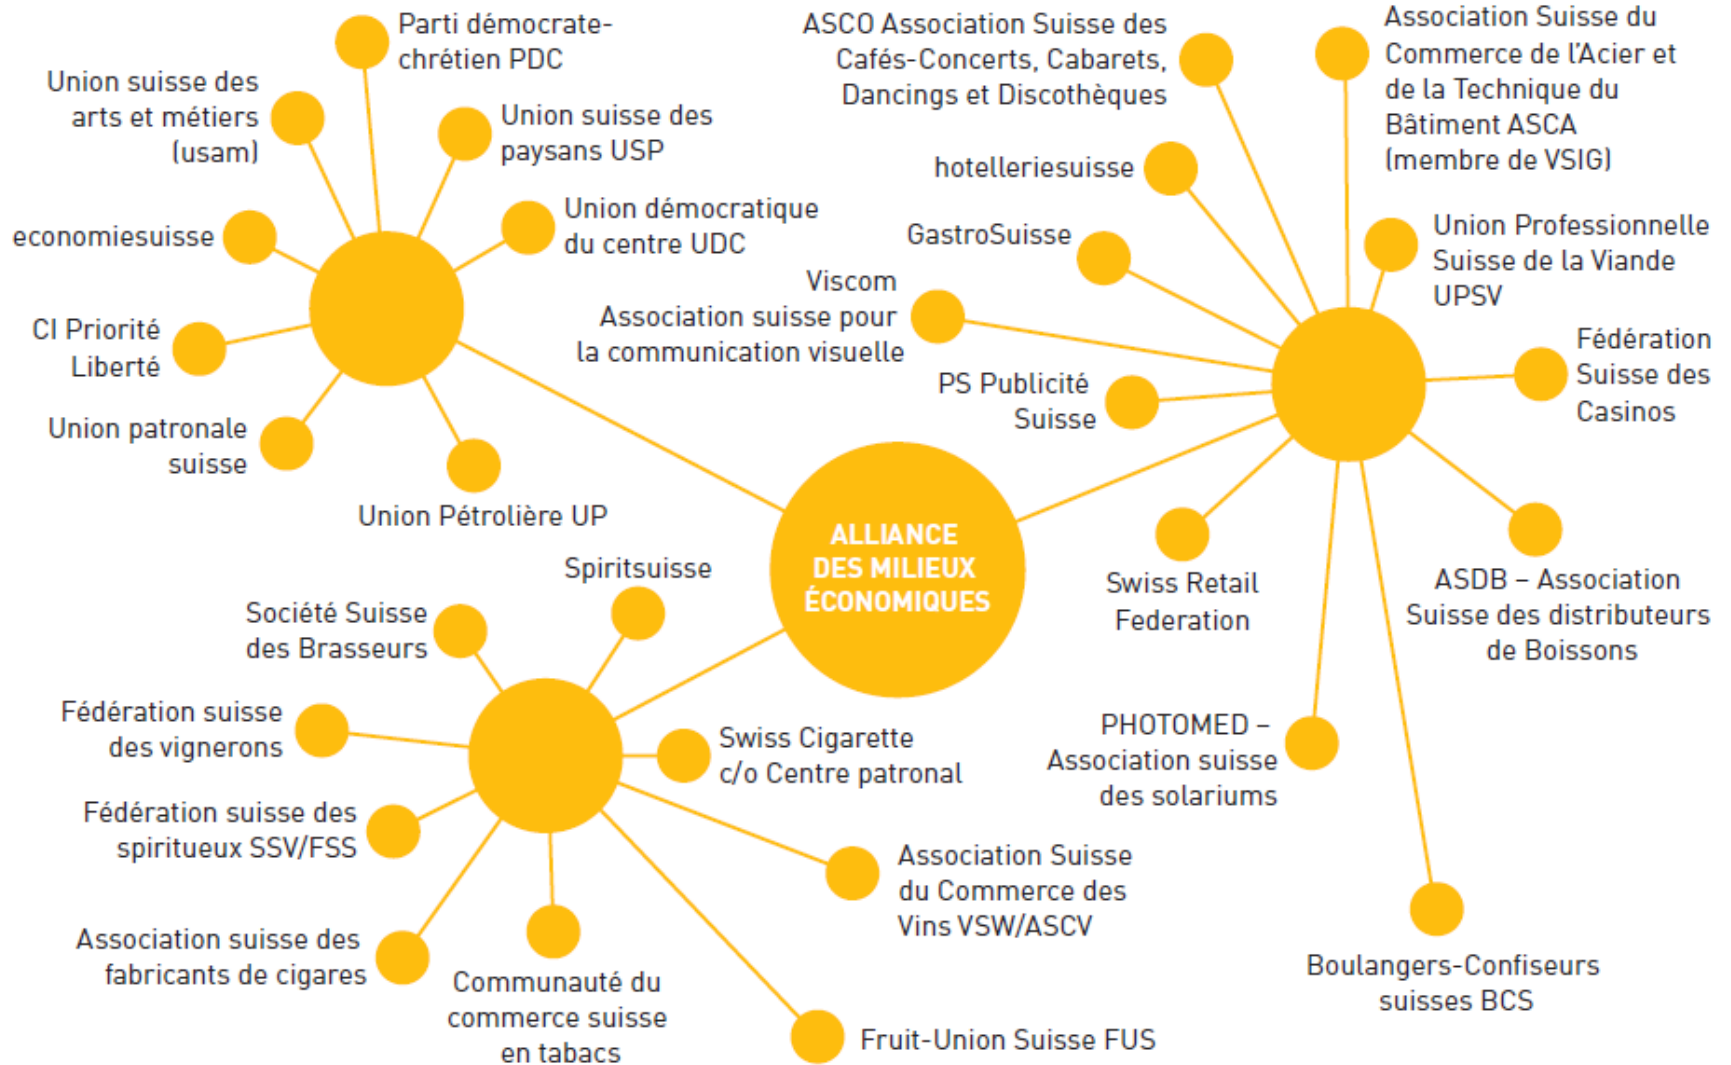 Parti démocrate-
chrétien PDC
Union suisse des
arts et métiers
(usam)
Union suisse des
paysans USP
economiesuisse
Union démocratique
du centre UDC
CI Priorité
Liberté
Union patronale
suisse
Union Pétrolière UP
ASCO Association Suisse des
Cafés-Concerts, Cabarets,
Dancings et Discothèques
Association Suisse du
Commerce de l'Acier et
de la Technique du
Bâtiment ASCA
(membre de VSIG)
hotelleriesuisse
GastroSuisse
Union Professionnelle
Suisse de la Viande
UPSV
Viscom
Association suisse pour
la communication visuelle
Fédération
Suisse des
Casinos
PS Publicité
Suisse
Swiss Retail
Federation
ASDB – Association
Suisse des distributeurs
de Boissons
PHOTOMED –
Association suisse
des solariums
Boulangers-Confiseurs
suisses BCS
ALLIANCE
DES MILIEUX
ÉCONOMIQUES
Spiritsuisse
Société Suisse
des Brasseurs
Fédération suisse
des vignerons
Swiss Cigarette
c/o Centre patronal
Fédération suisse des
spiritueux SSV/FSS
Association Suisse
du Commerce des
Vins VSW/ASCV
Association suisse des
fabricants de cigares
Communauté du
commerce suisse
en tabacs
Fruit-Union Suisse FUS